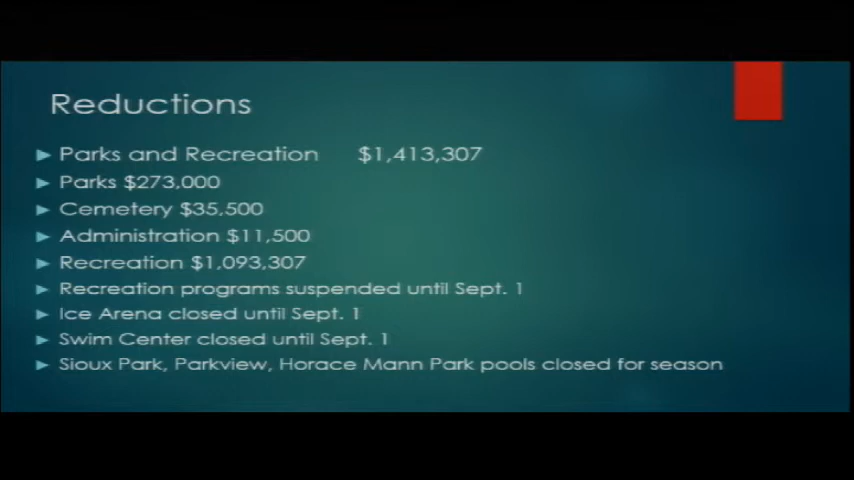 Reductions
Parks and Recreation $1,413,307
Parks $273,000
Cemetery $35,500
Administration $11,500
Recreation $1,093,307
Recreation programs suspended until Sept. 1
Ice Arena closed until Sept. 1
Swim Center closed until Sept. 1
Sioux Park, Parkview, Horace Mann Park pools closed for season